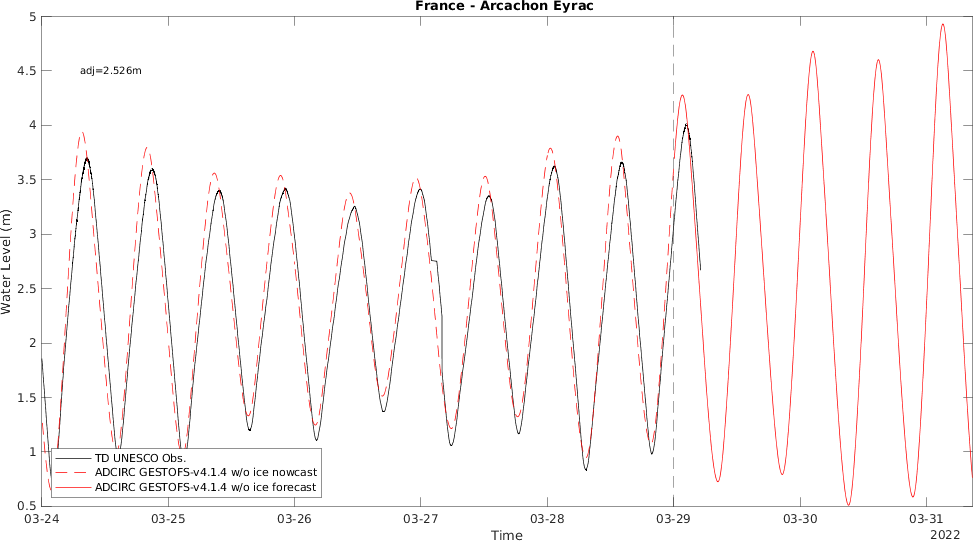 France - Arcachon Eyrac
5
4.5
adj=2.526m
4
3.5
3
2.5
2
1.5
1
0.5
Water Level (m)
TD UNESCO Obs.
ADCIRC GESTOFS-v4.1.4 w/o ice nowcast
ADCIRC GESTOFS-v4.1.4 w/o ice forecast
03-24
03-25
03-26
03-27
03-28
03-29
03-30
03-31
Time
2022